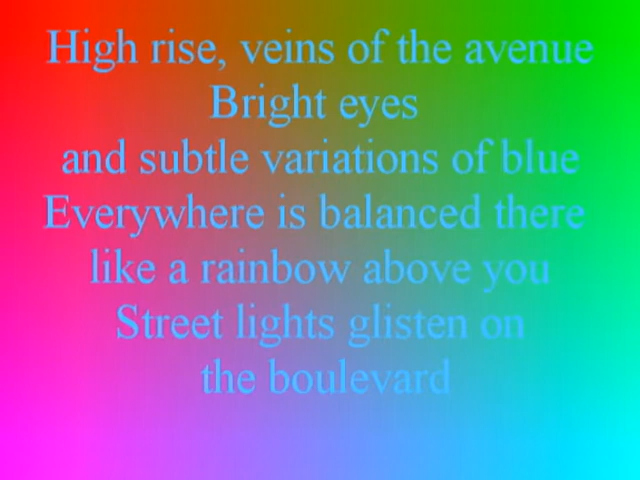 High rise, veins of the avenue
Bright eyes
and subtle variations of blue
Everywhere is balanced there
like a rainbow above you
Street lights glisten on
the boulevard